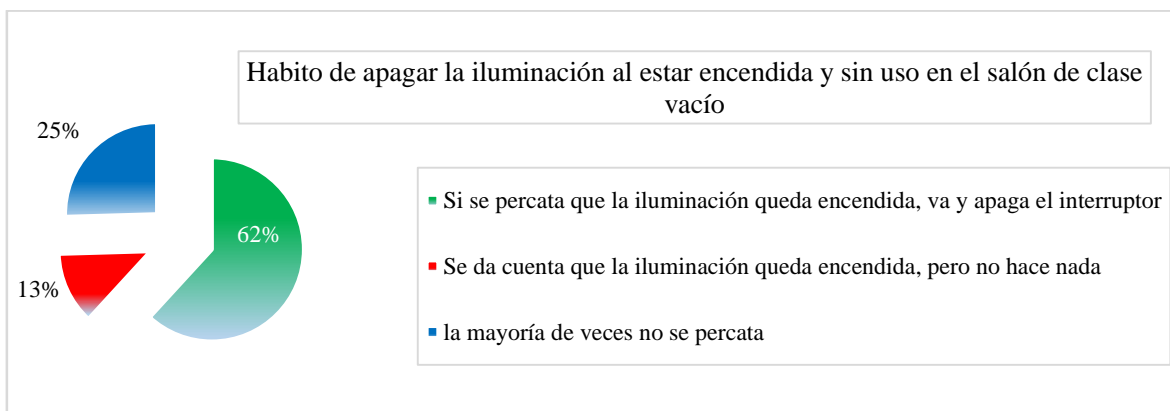 Habito de apagar la iluminación al estar encendida y sin uso en el salón de clase
vacío
25%
62%
13%
Si se percata que la iluminación queda encendida, va y apaga el interruptor
Se da cuenta que la iluminación queda encendida, pero no hace nada
la mayoría de veces no se percata